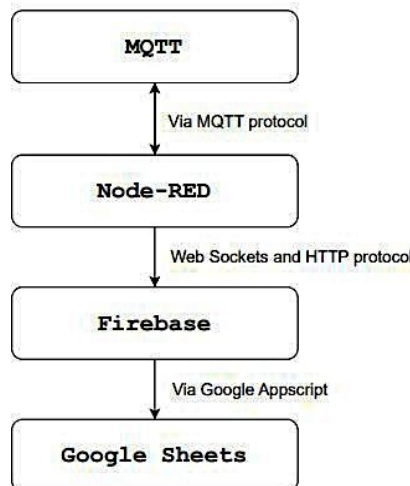 MQTT
Via MQTT protocol
Node-RED
Web Sockets and HTTP protocol
Firebase
Via Google Appscript
Google Sheets